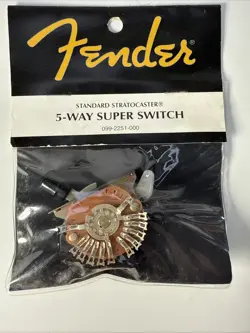 Fender
STANDARD STRATOCASTER®
5-WAY SUPER SWITCH
099-2251-000